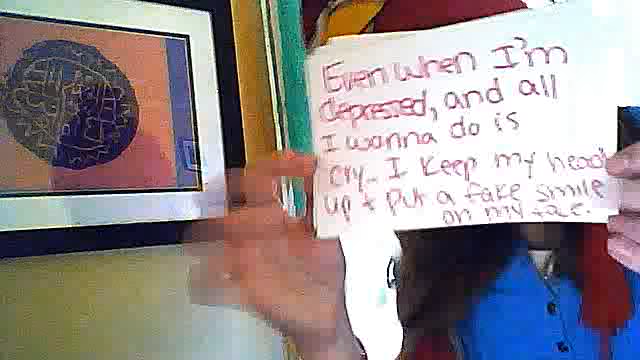 Even when I'm
depressed, and all
I wanna do is
cry.. I keep my head
up + put a fake smile
on my face.